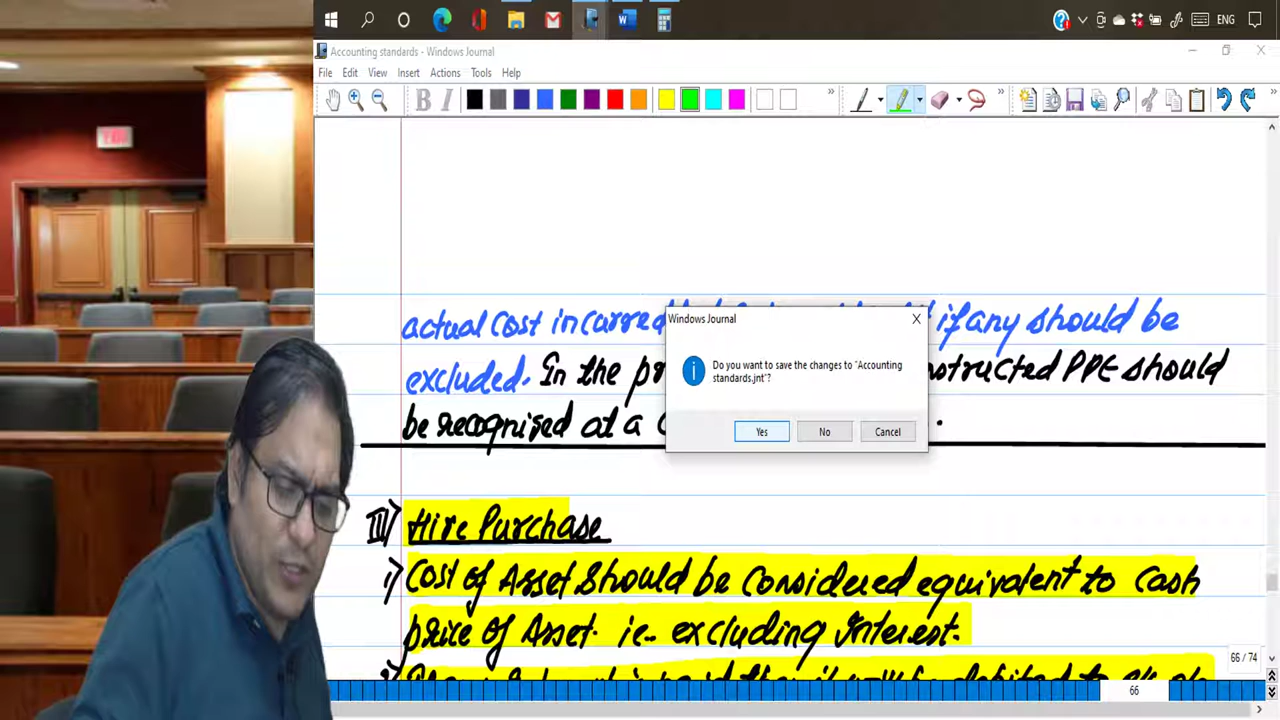 ENG
Accounting standards - Windows Journal
File Edit View Insert Actions Tools Help
actual cost incurred if any should be
Windows Journal
Do you want to save the changes to "Accounting
standards.jnt"?
excluded. In the PPE should
Yes No Cancel
be recognised at a
III) Hire Purchase
i) Cost of Asset should be considered equivalent to cash
price of Asset. ie.. excluding Interest.
66 / 74
66